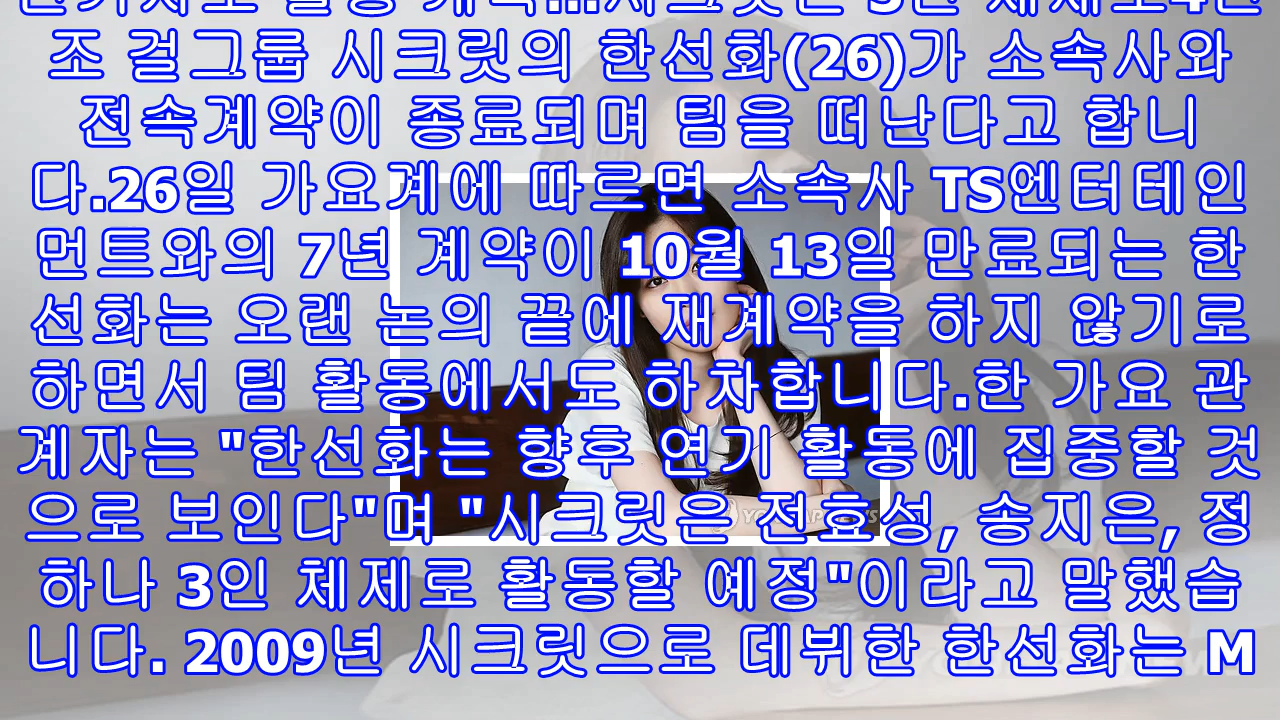 조 걸그룹 시크릿의 한선화(26)가 소속사와
전속계약이 종료되며 팀을 떠난다고 합니
다.26일 가요계에 따르면 소속사 TS엔터테인
먼트와의 7년 계약이 10월 13일 만료되는 한
선화는 오랜 논의 끝에 재계약을 하지 않기로
하면서 팀 활동에서도 하차합니다.한 가요 관
계자는 "한선화는 향후 연기 활동에 집중할 것
으로 보인다"며 "시크릿은 전효성, 송지은, 정
하나 3인 체제로 활동할 예정"이라고 말했습
니다. 2009년 시크릿으로 데뷔한 한선화는 M